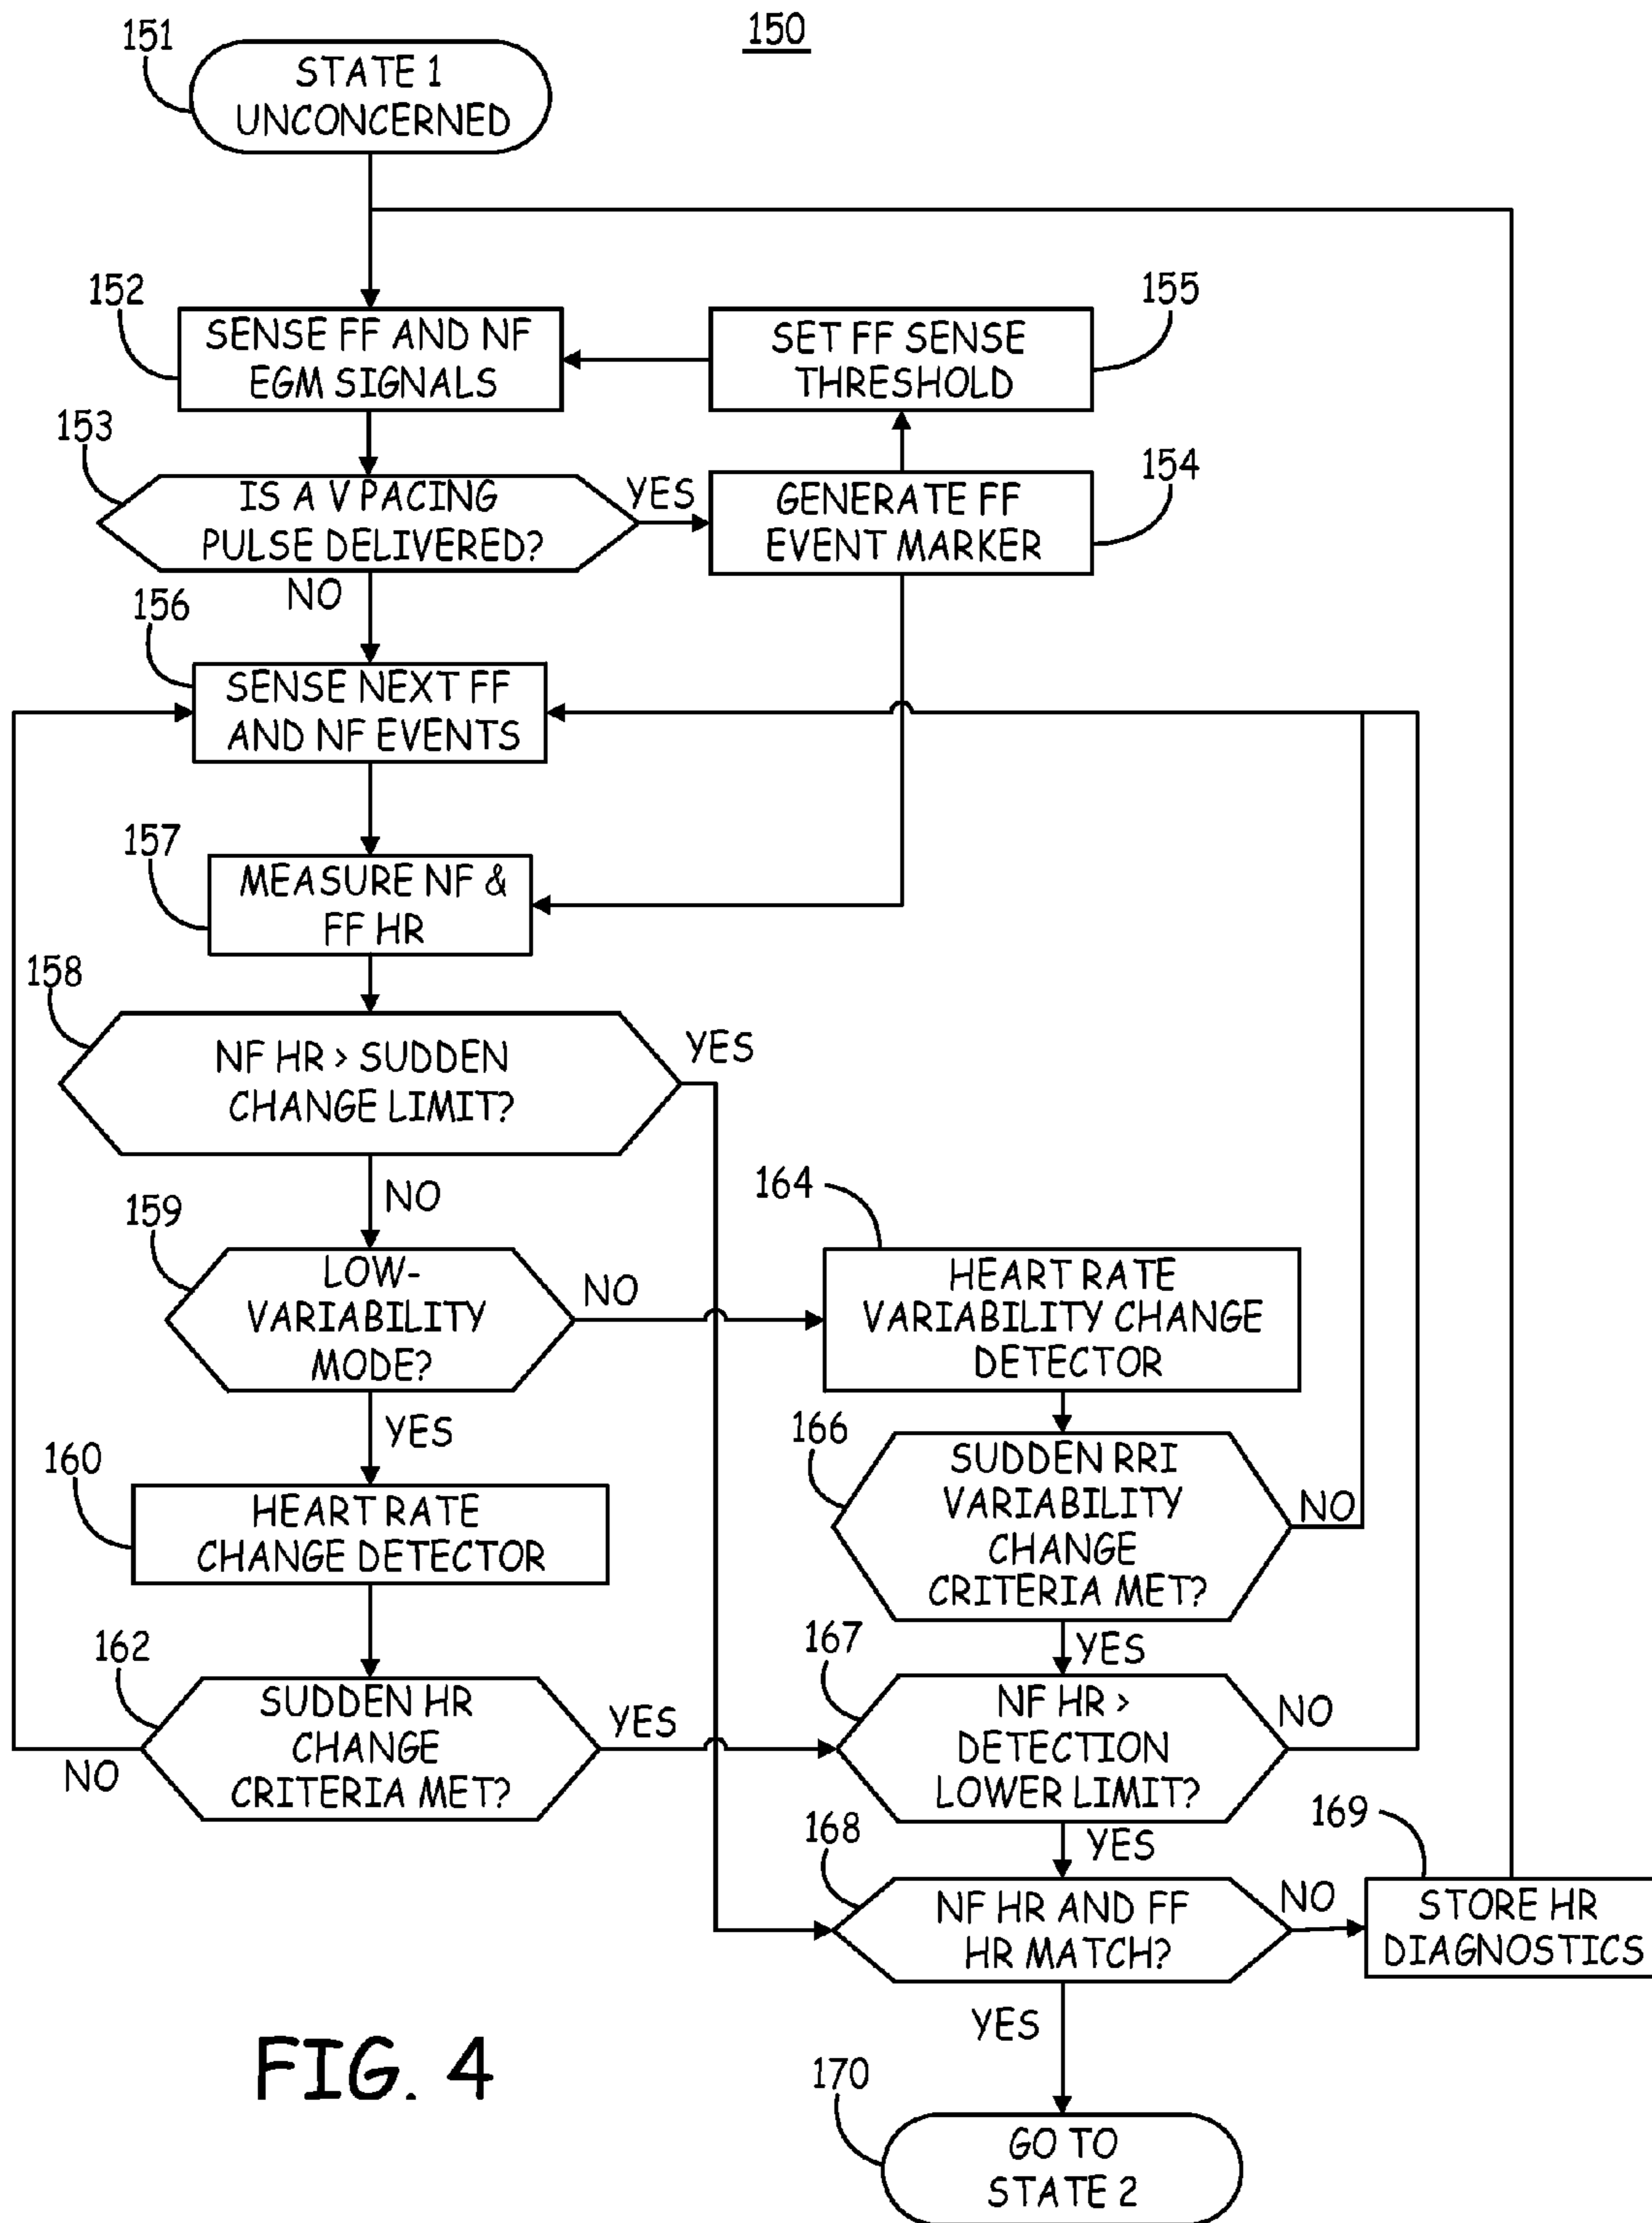 150
151
STATE 1
UNCONCERNED
152
SENSE FF AND NF
EGM SIGNALS
155
SET FF SENSE
THRESHOLD
153
IS A V PACING
PULSE DELIVERED?
YES
154
GENERATE FF
EVENT MARKER
NO
156
SENSE NEXT FF
AND NF EVENTS
157
MEASURE NF &
FF HR
158
NF HR > SUDDEN
CHANGE LIMIT?
YES
NO
159
LOW-
VARIABILITY
MODE?
NO
164
HEART RATE
VARIABILITY CHANGE
DETECTOR
YES
160
HEART RATE
CHANGE DETECTOR
166
SUDDEN RRI
VARIABILITY
CHANGE
CRITERIA MET?
NO
YES
162
SUDDEN HR
CHANGE
CRITERIA MET?
NO
YES
167
NF HR >
DETECTION
LOWER LIMIT?
NO
YES
168
NF HR AND FF
HR MATCH?
NO
169
STORE HR
DIAGNOSTICS
YES
170
GO TO
STATE 2
FIG. 4